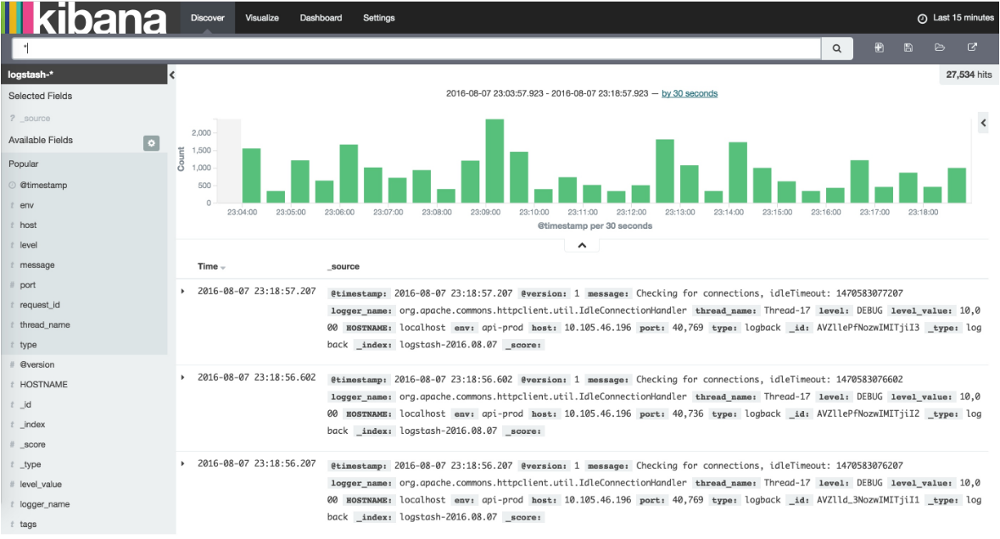 kibana Discover Visualize Dashboard Settings Last 15 minutes
*
logstash-*
27,534 hits
Selected Fields
? _source
Available Fields
Popular
@timestamp
t env
t host
t level
t message
# port
t request_id
t thread_name
t type
# @version
t HOSTNAME
t _id
t _index
# _score
t _type
# level_value
t logger_name
t tags
2016-08-07 23:03:57.923 - 2016-08-07 23:18:57.923 — by 30 seconds
Count
2,000
1,500
1,000
500
0
23:04:00 23:05:00 23:06:00 23:07:00 23:08:00 23:09:00 23:10:00 23:11:00 23:12:00 23:13:00 23:14:00 23:15:00 23:16:00 23:17:00 23:18:00
@timestamp per 30 seconds
Time _source
2016-08-07 23:18:57.207 @timestamp: 2016-08-07 23:18:57.207 @version: 1 message: Checking for connections, idleTimeout: 1470583077207
logger_name: org.apache.commons.httpclient.util.IdleConnectionHandler thread_name: Thread-17 level: DEBUG level_value: 10,0
00 HOSTNAME: localhost env: api-prod host: 10.105.46.196 port: 40,769 type: logback _id: AVZllePfNozwIMITjiI3 _type: log
back _index: logstash-2016.08.07 _score:
2016-08-07 23:18:56.602 @timestamp: 2016-08-07 23:18:56.602 @version: 1 message: Checking for connections, idleTimeout: 1470583076602
logger_name: org.apache.commons.httpclient.util.IdleConnectionHandler thread_name: Thread-17 level: DEBUG level_value: 10,0
00 HOSTNAME: localhost env: api-prod host: 10.105.46.196 port: 40,736 type: logback _id: AVZllePfNozwIMITjiI2 _type: log
back _index: logstash-2016.08.07 _score:
2016-08-07 23:18:56.207 @timestamp: 2016-08-07 23:18:56.207 @version: 1 message: Checking for connections, idleTimeout: 1470583076207
logger_name: org.apache.commons.httpclient.util.IdleConnectionHandler thread_name: Thread-17 level: DEBUG level_value: 10,0
00 HOSTNAME: localhost env: api-prod host: 10.105.46.196 port: 40,769 type: logback _id: AVZlld_3NozwIMITjiI1 _type: log
back _index: logstash-2016.08.07 _score: